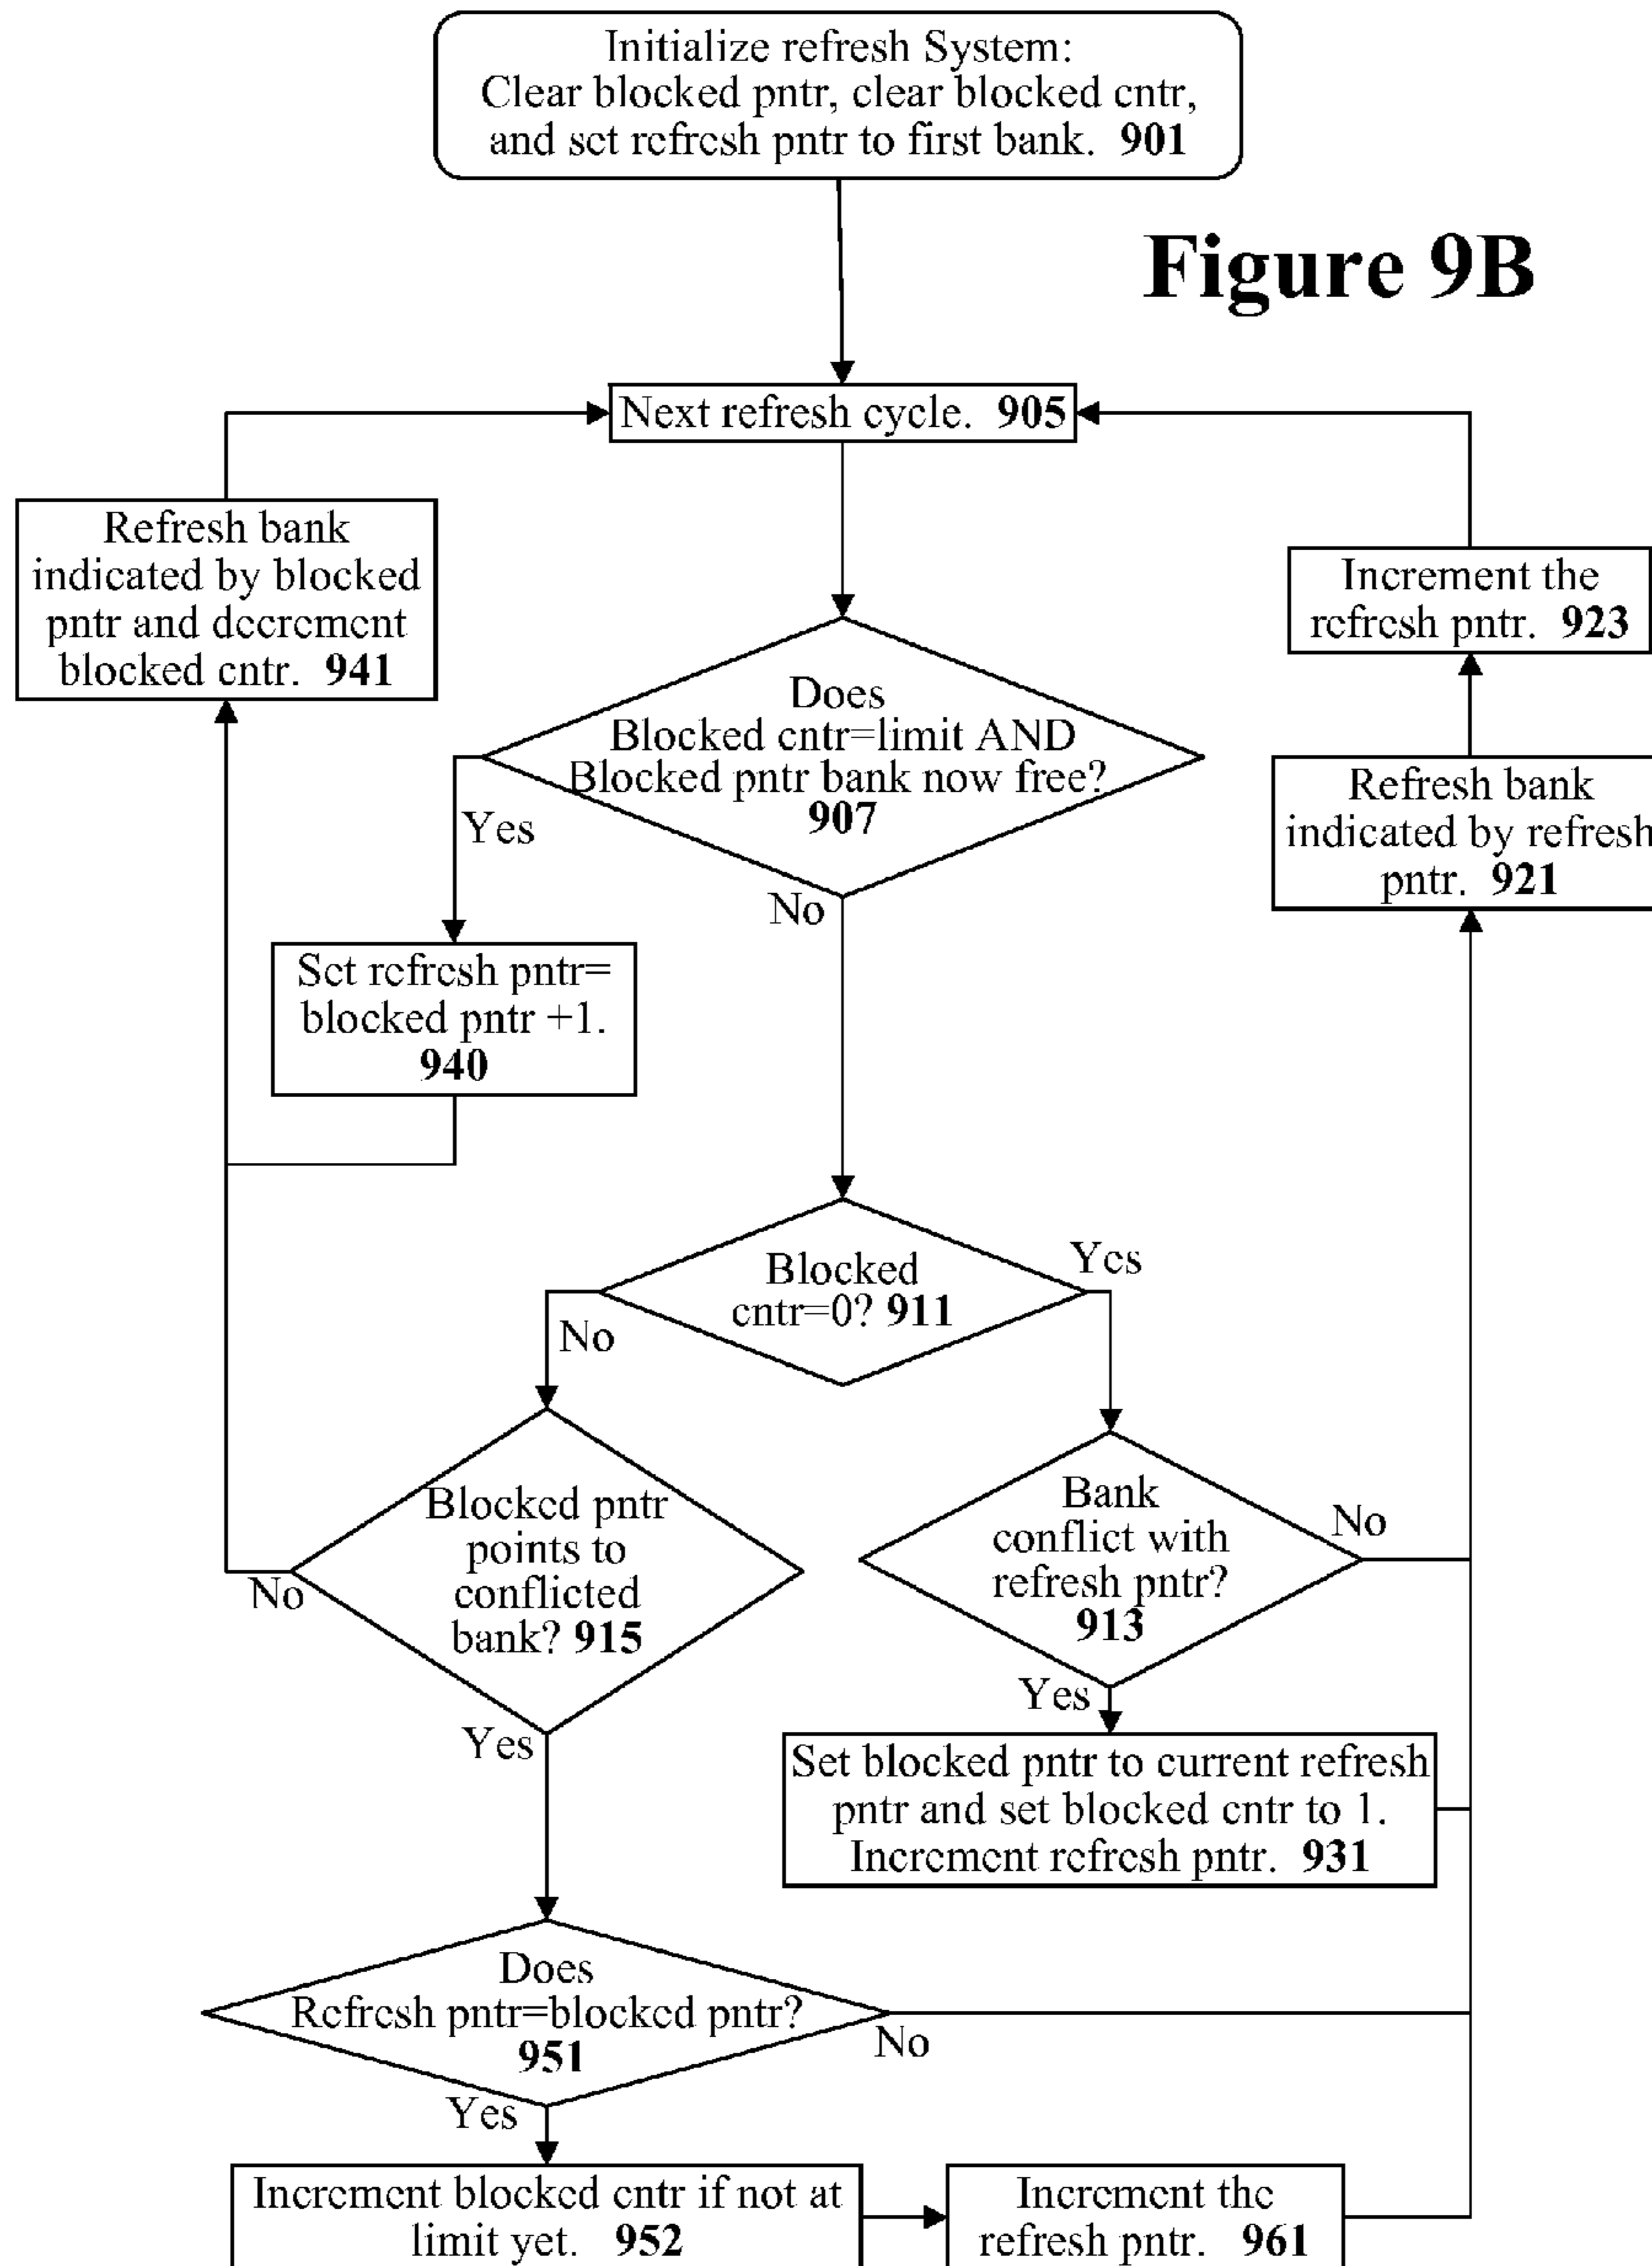 Initialize refresh System:
Clear blocked pntr, clear blocked cntr,
and set refresh pntr to first bank. 901
Figure 9B
Next refresh cycle. 905
Refresh bank
indicated by blocked
pntr and decrement
blocked cntr. 941
Increment the
refresh pntr. 923
Does
Blocked cntr=limit AND
Blocked pntr bank now free?
907
Yes
No
Refresh bank
indicated by refresh
pntr. 921
Set refresh pntr=
blocked pntr +1.
940
Blocked
cntr=0? 911
Yes
No
Blocked pntr
points to
conflicted
bank? 915
No
Yes
Bank
conflict with
refresh pntr?
913
No
Yes
Set blocked pntr to current refresh
pntr and set blocked cntr to 1.
Increment refresh pntr. 931
Does
Refresh pntr=blocked pntr?
951
No
Yes
Increment blocked cntr if not at
limit yet. 952
Increment the
refresh pntr. 961